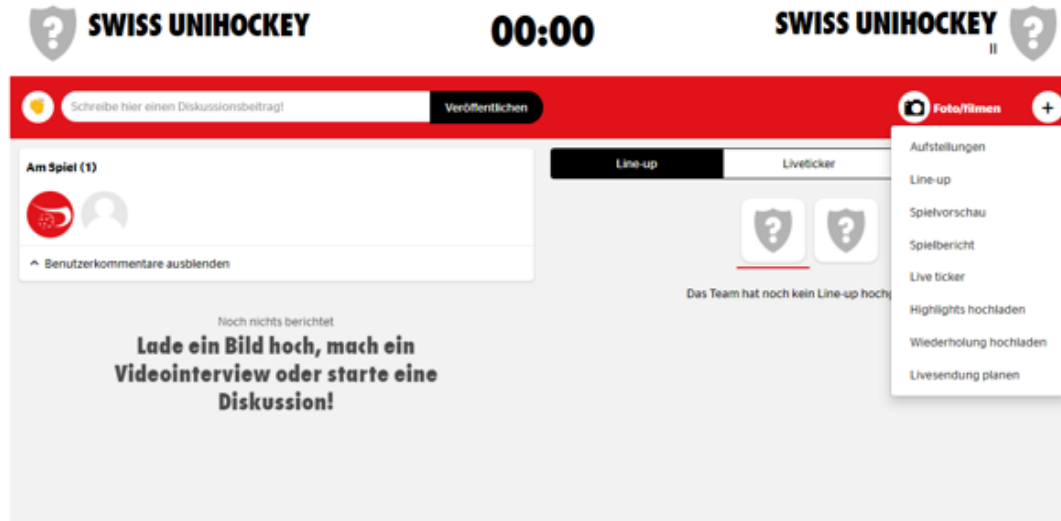 SWISS UNIHOCKEY
00:00
SWISS UNIHOCKEY
II
Schreibe hier einen Diskussionsbeitrag!
Veröffentlichen
Foto/filmen
+
Am Spiel (1)
Benutzerkommentare ausblenden
Noch nichts berichtet
Lade ein Bild hoch, mach ein
Videointerview oder starte eine
Diskussion!
Line-up
Liveticker
Das Team hat noch kein Line-up
Aufstellungen
Line-up
Spielvorschau
Spielbericht
Live ticker
Highlights hochladen
Wiederholung hochladen
Livesendung planen